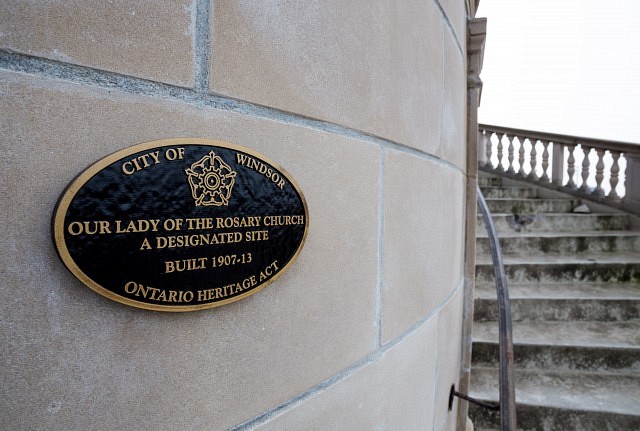 CITY OF WINDSOR
OUR LADY OF THE ROSARY CHURCH
A DESIGNATED SITE
BUILT 1907-13
ONTARIO HERITAGE ACT